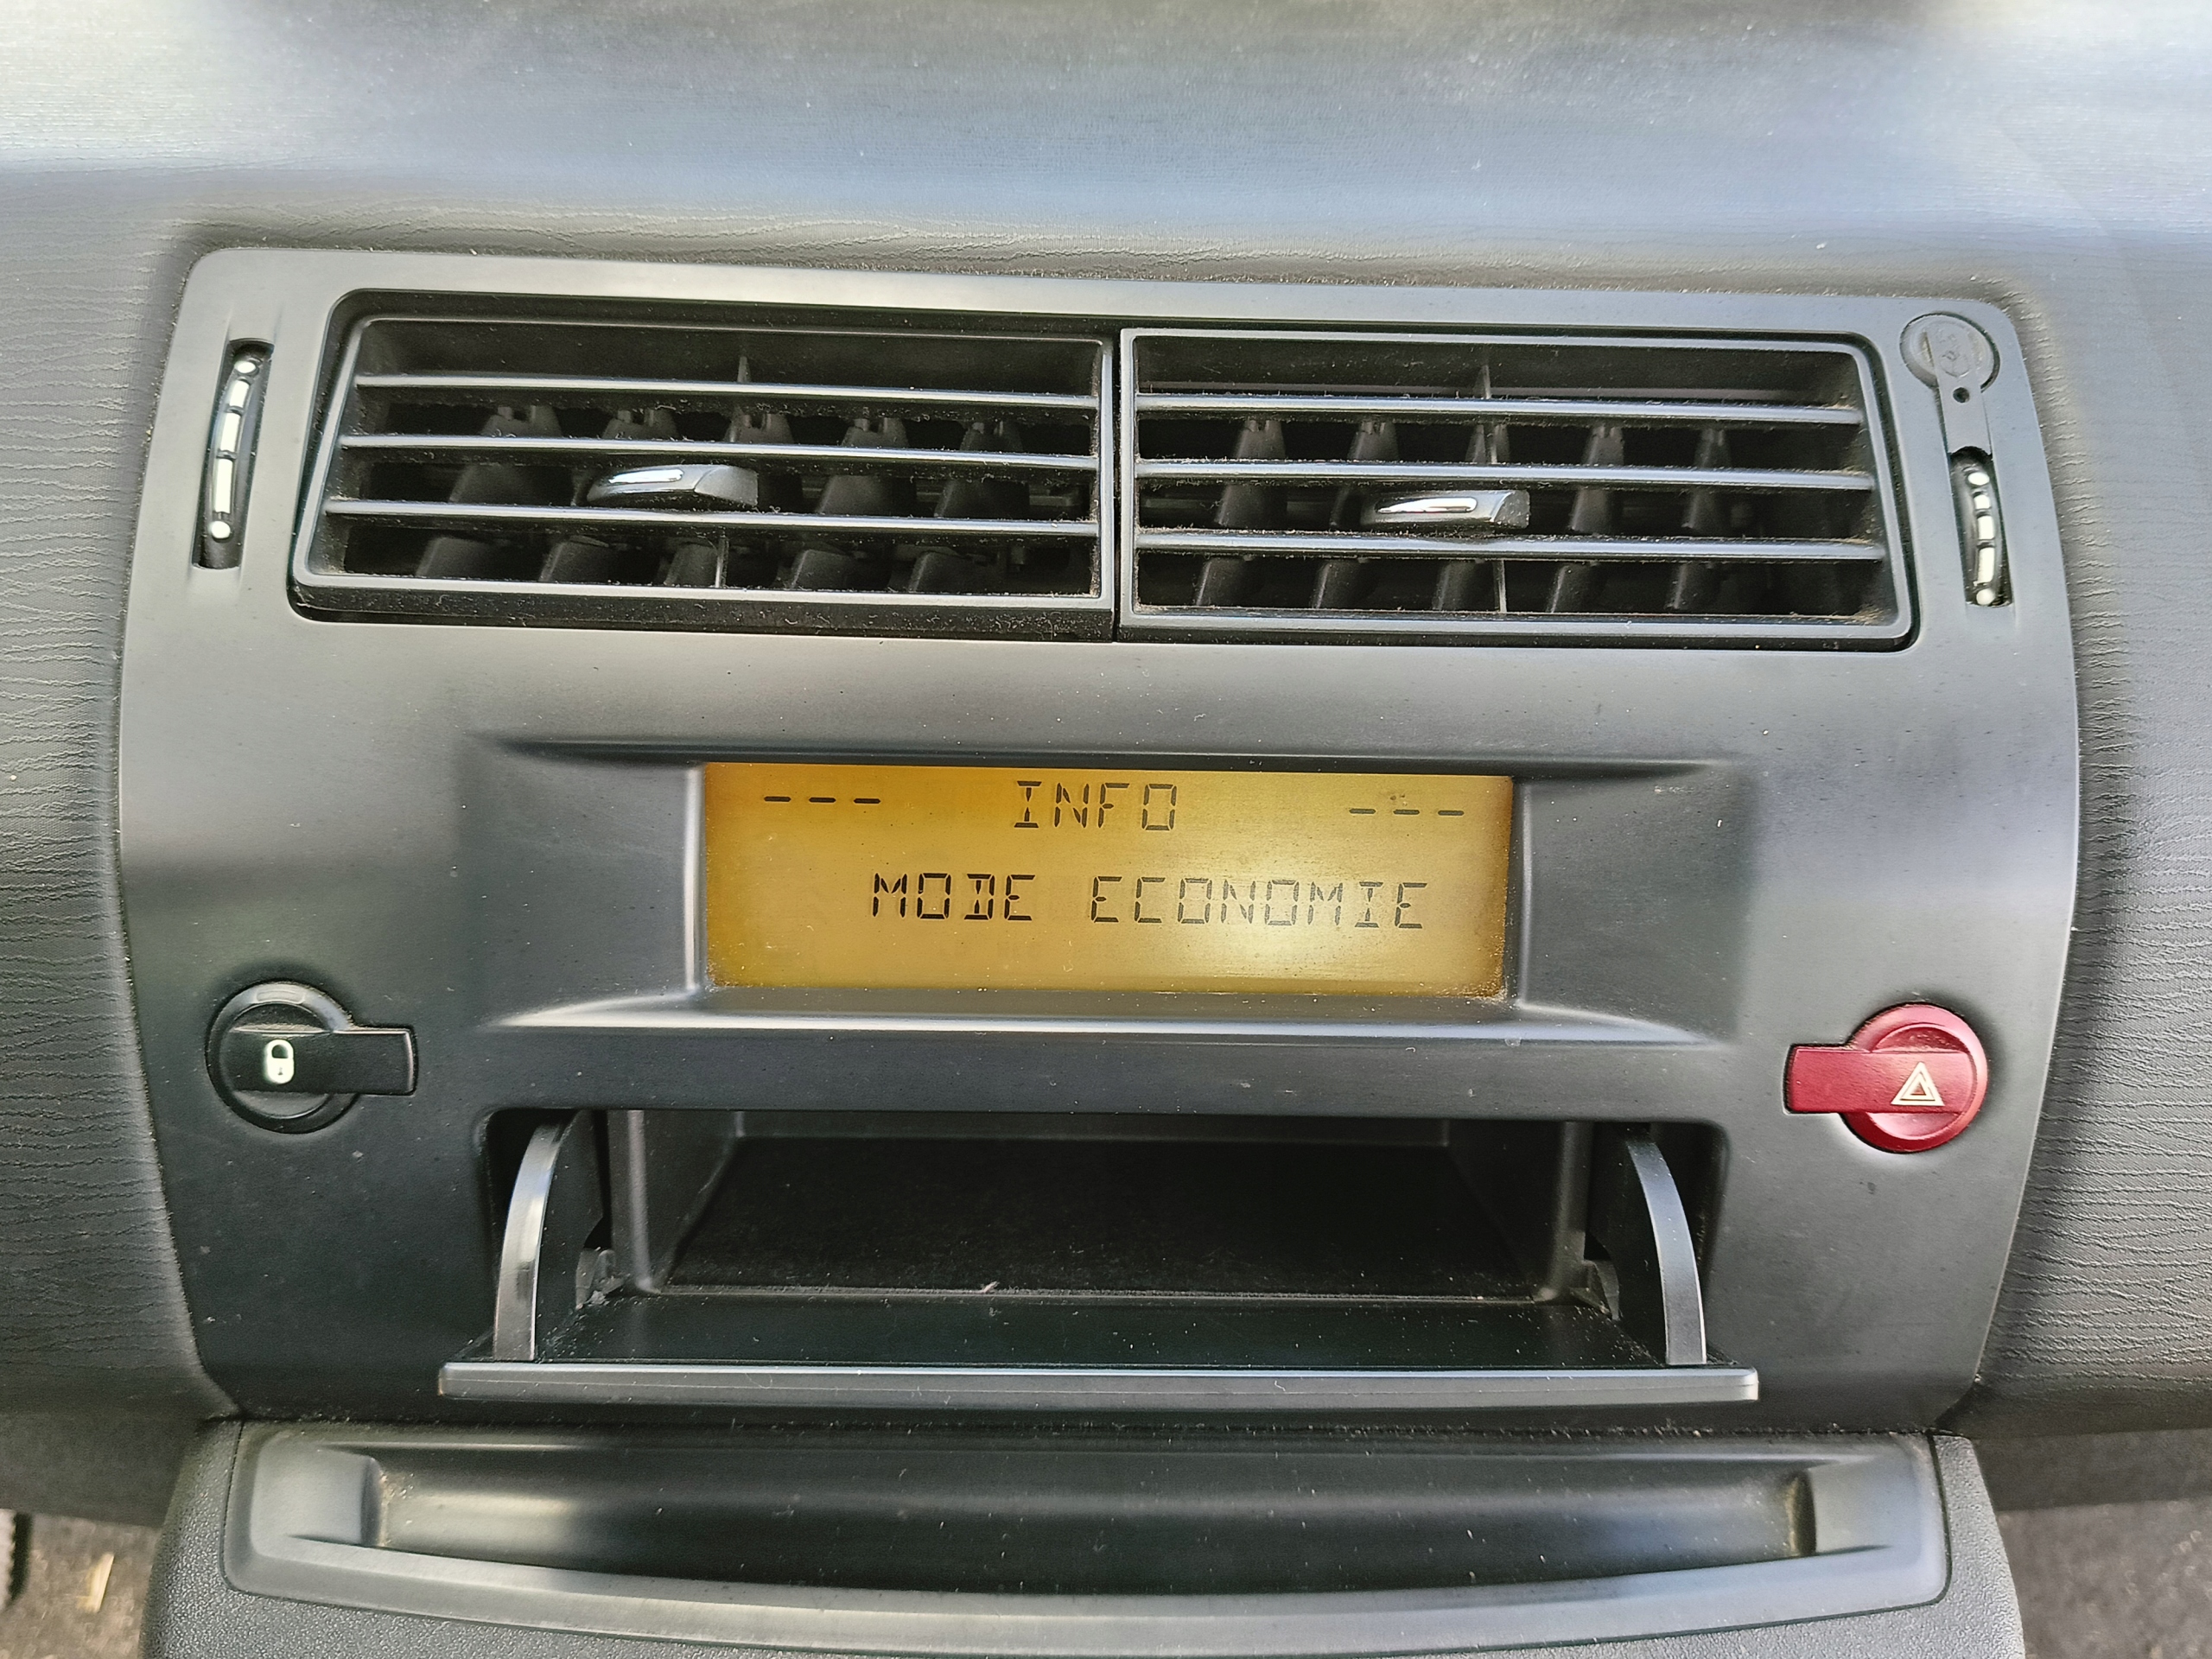 --- INFO ---
MODE ECONOMIE